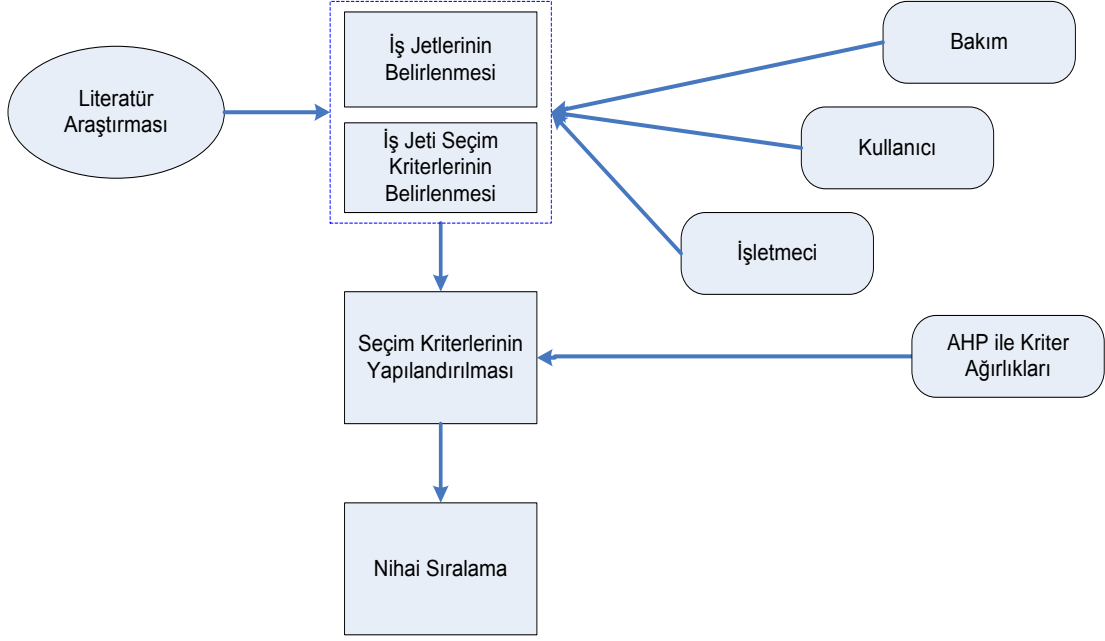 Literatür
Araştırması
İş Jetlerinin
Belirlenmesi
İş Jeti Seçim
Kriterlerinin
Belirlenmesi
Bakım
Kullanıcı
İşletmeci
Seçim Kriterlerinin
Yapılandırılması
AHP ile Kriter
Ağırlıkları
Nihai Sıralama